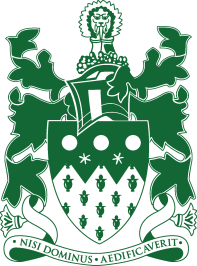 • NISI DOMINUS • AEDIFICAVERIT •